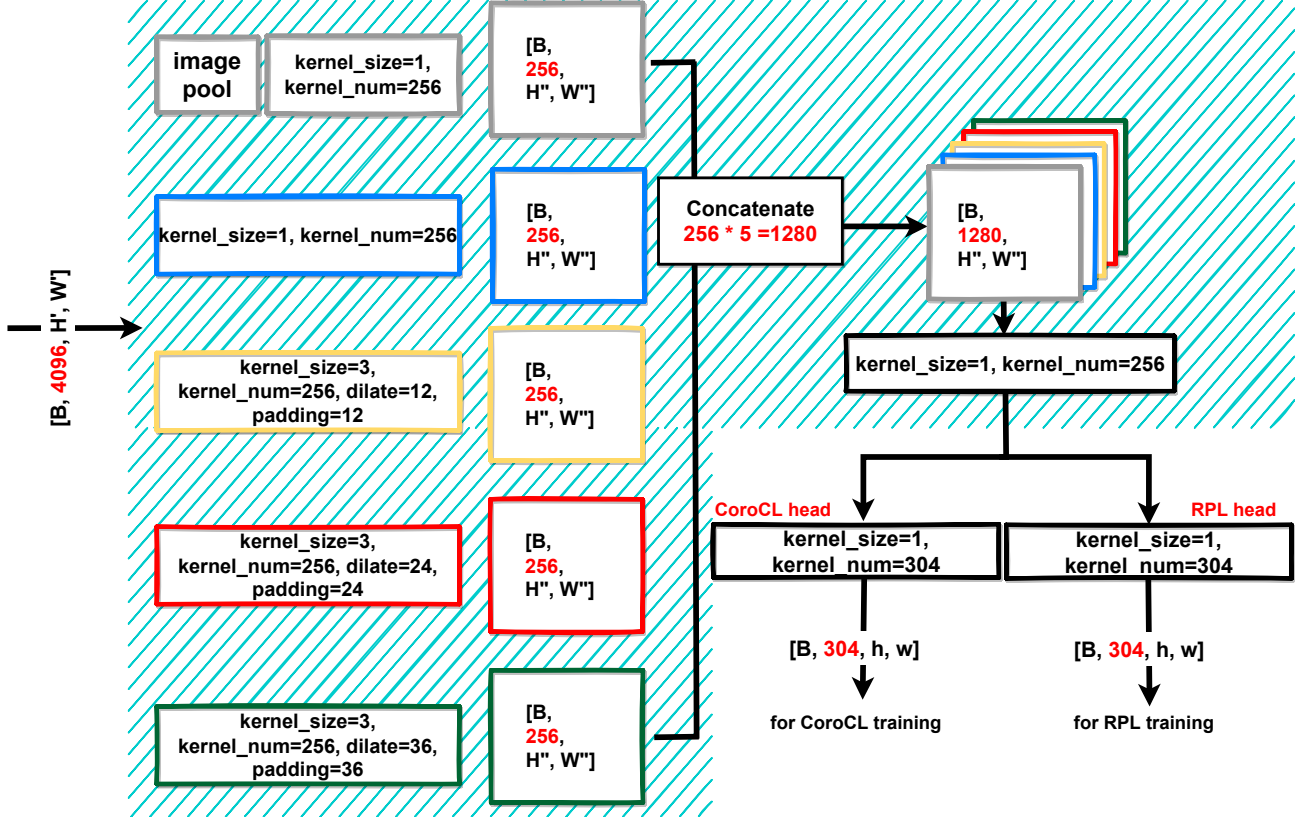 [B, 4096, H', W']
image
pool
kernel_size=1,
kernel_num=256
[B,
256,
H", W"]
kernel_size=1, kernel_num=256
[B,
256,
H", W"]
kernel_size=3,
kernel_num=256, dilate=12,
padding=12
[B,
256,
H", W"]
kernel_size=3,
kernel_num=256, dilate=24,
padding=24
[B,
256,
H", W"]
kernel_size=3,
kernel_num=256, dilate=36,
padding=36
[B,
256,
H", W"]
Concatenate
256 * 5 =1280
[B,
1280,
H", W"]
kernel_size=1, kernel_num=256
CoroCL head
kernel_size=1,
kernel_num=304
[B, 304, h, w]
for CoroCL training
RPL head
kernel_size=1,
kernel_num=304
[B, 304, h, w]
for RPL training